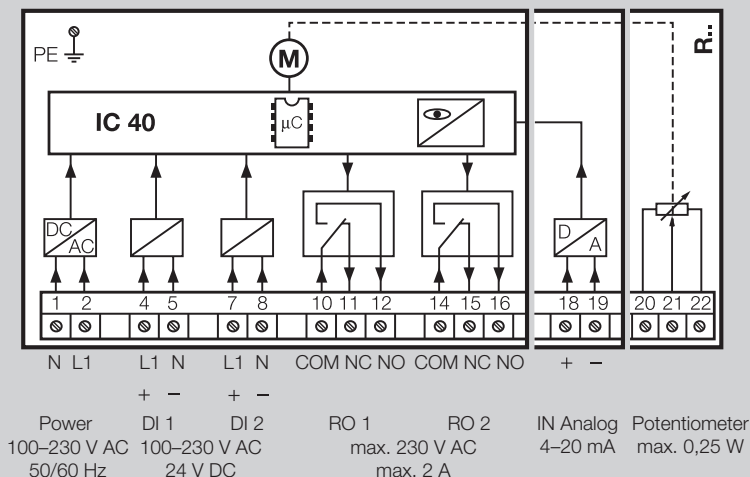 PE
M
R..
IC 40
µC
DC
AC
D
A
1 2 4 5 7 8 10 11 12 14 15 16 18 19 20 21 22
N L1 L1 N L1 N COM NC NO COM NC NO + −
+ − + −
Power DI 1 DI 2 RO 1 RO 2 IN Analog Potentiometer
100–230 V AC 100–230 V AC max. 230 V AC 4–20 mA max. 0,25 W
50/60 Hz 24 V DC max. 2 A